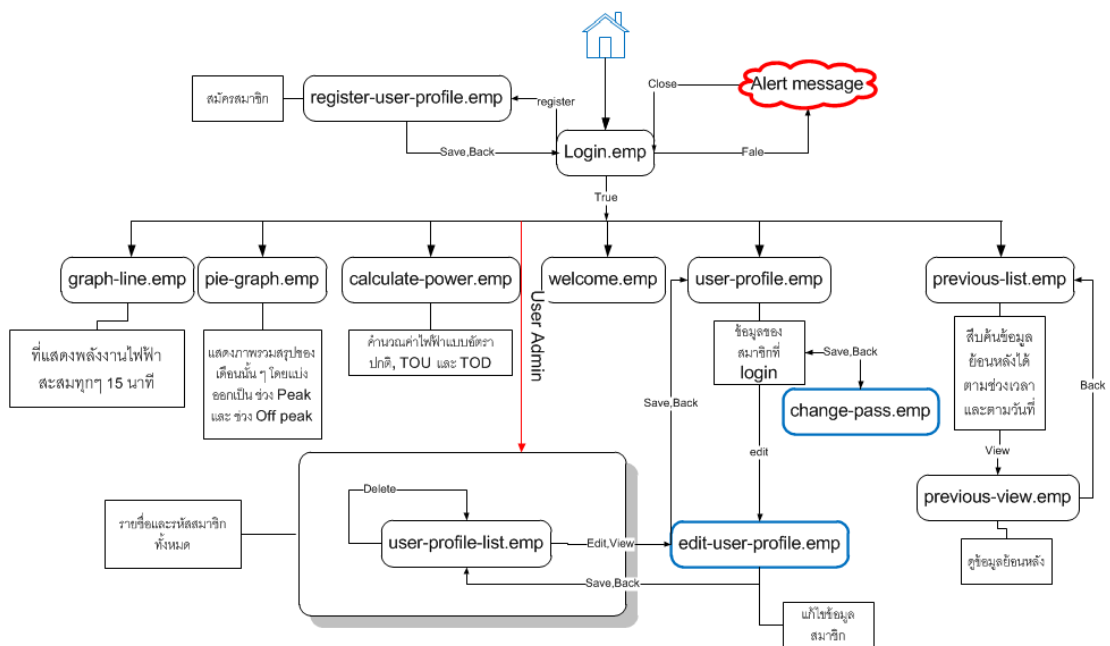 Close
Alert message
สมัครสมาชิก
register-user-profile.emp
register
Save,Back
Login.emp
Fale
True
graph-line.emp
pie-graph.emp
calculate-power.emp
welcome.emp
user-profile.emp
previous-list.emp
User Admin
ที่แสดงพลังงานไฟฟ้า
สะสมทุกๆ 15 นาที
แสดงภาพรวมสรุปของ
เดือนนั้น ๆ โดยแบ่ง
ออกเป็น ช่วง Peak
และ ช่วง Off peak
คำนวณค่าไฟฟ้าแบบอัตรา
ปกติ, TOU และ TOD
ข้อมูลของ
สมาชิกที่
login
Save,Back
change-pass.emp
สืบค้นข้อมูล
ย้อนหลังได้
ตามช่วงเวลา
และตามวันที่
Back
Save,Back
edit
View
previous-view.emp
ดูข้อมูลย้อนหลัง
รายชื่อและรหัสสมาชิก
ทั้งหมด
Delete
user-profile-list.emp
Edit,View
edit-user-profile.emp
Save,Back
แก้ไขข้อมูล
สมาชิก